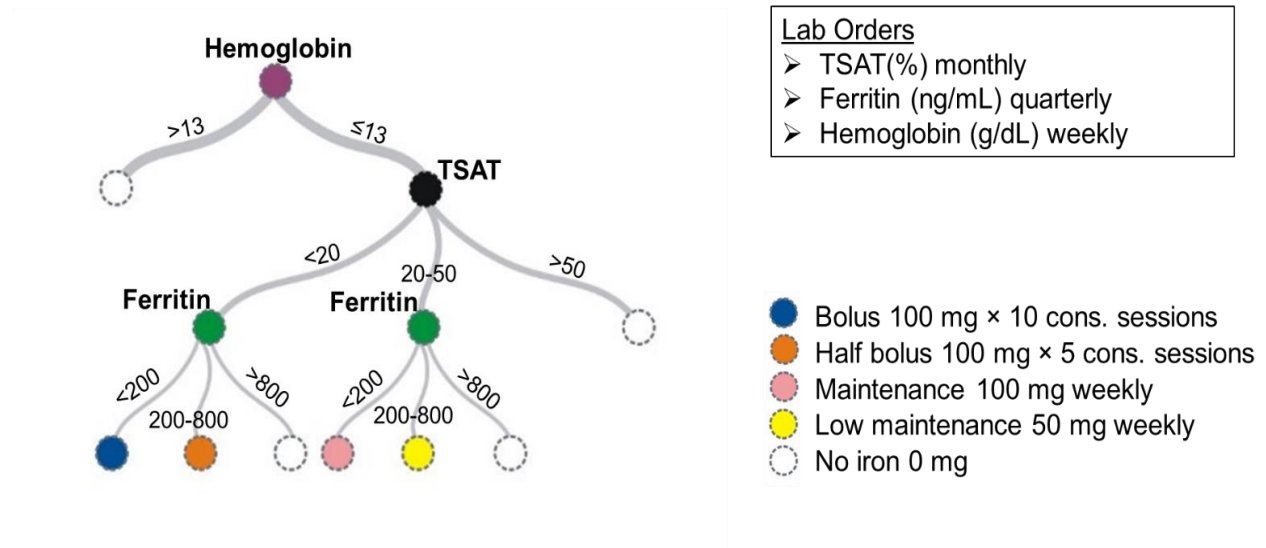 Hemoglobin
>13
≤13
TSAT
<20
20-50
>50
Ferritin
Ferritin
<200
200-800
>800
<200
200-800
>800
Lab Orders
➢ TSAT(%) monthly
➢ Ferritin (ng/mL) quarterly
➢ Hemoglobin (g/dL) weekly
Bolus 100 mg × 10 cons. sessions
Half bolus 100 mg × 5 cons. sessions
Maintenance 100 mg weekly
Low maintenance 50 mg weekly
No iron 0 mg